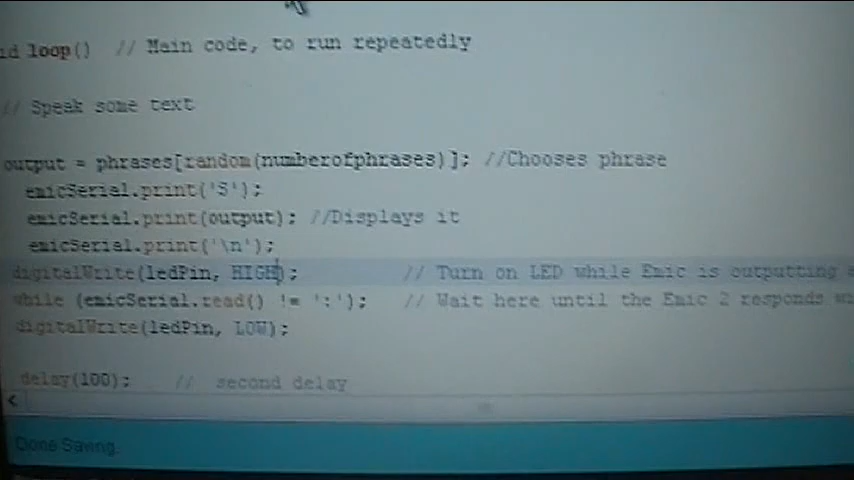 id loop() // Main code, to run repeatedly
// Speak some text
output = phrases[random(numberofphrases)]; //Chooses phrase
emicSerial.print('S');
emicSerial.print(output); //Displays it
emicSerial.print('\n');
digitalWrite(ledPin, HIGH); // Turn on LED while Emic is outputting a
while (emicSerial.read() != ':'); // Wait here until the Emic 2 responds wi
digitalWrite(ledPin, LOW);
delay(100); // second delay
Done Saving.